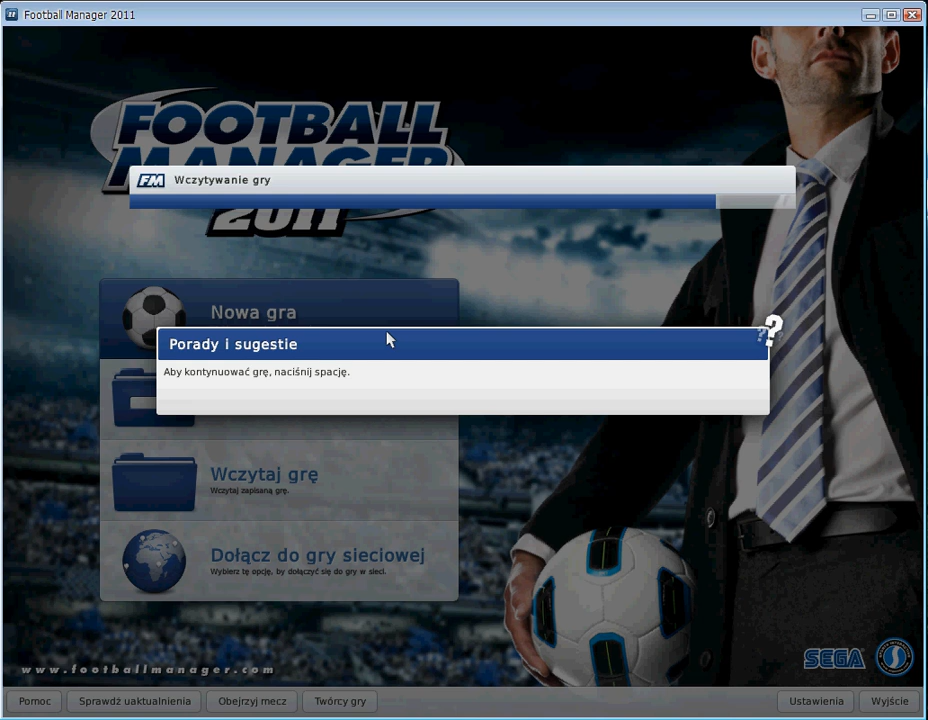 Football Manager 2011
FOOTBALL
MANAGER
2011
FM Wczytywanie gry
Nowa gra
Porady i sugestie
Aby kontynuować grę, naciśnij spację.
Wczytaj grę
Wczytaj zapisaną grę.
Dołącz do gry sieciowej
Wybierz tę opcję, by dołączyć się do gry w sieci.
www.footballmanager.com
SEGA
Pomoc
Sprawdź uaktualnienia
Obejrzyj mecz
Twórcy gry
Ustawienia
Wyjście